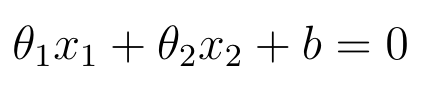 θ₁x₁ + θ₂x₂ + b = 0